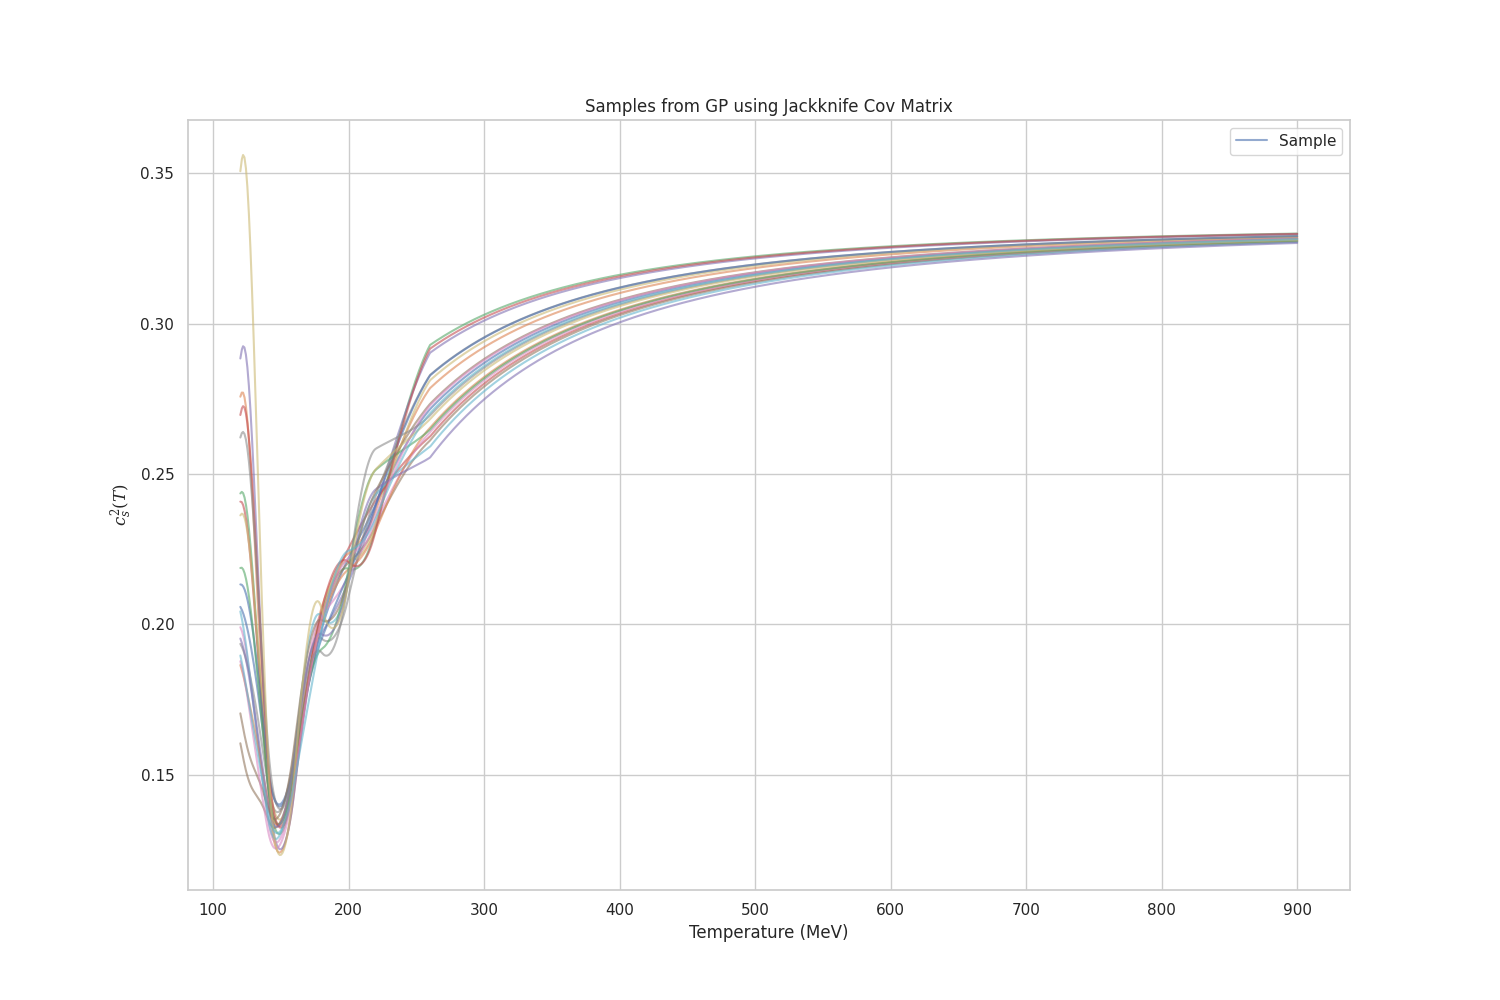 Samples from GP using Jackknife Cov Matrix
Sample
0.35
0.30
0.25
0.20
0.15
c_s^2(T)
100 200 300 400 500 600 700 800 900
Temperature (MeV)